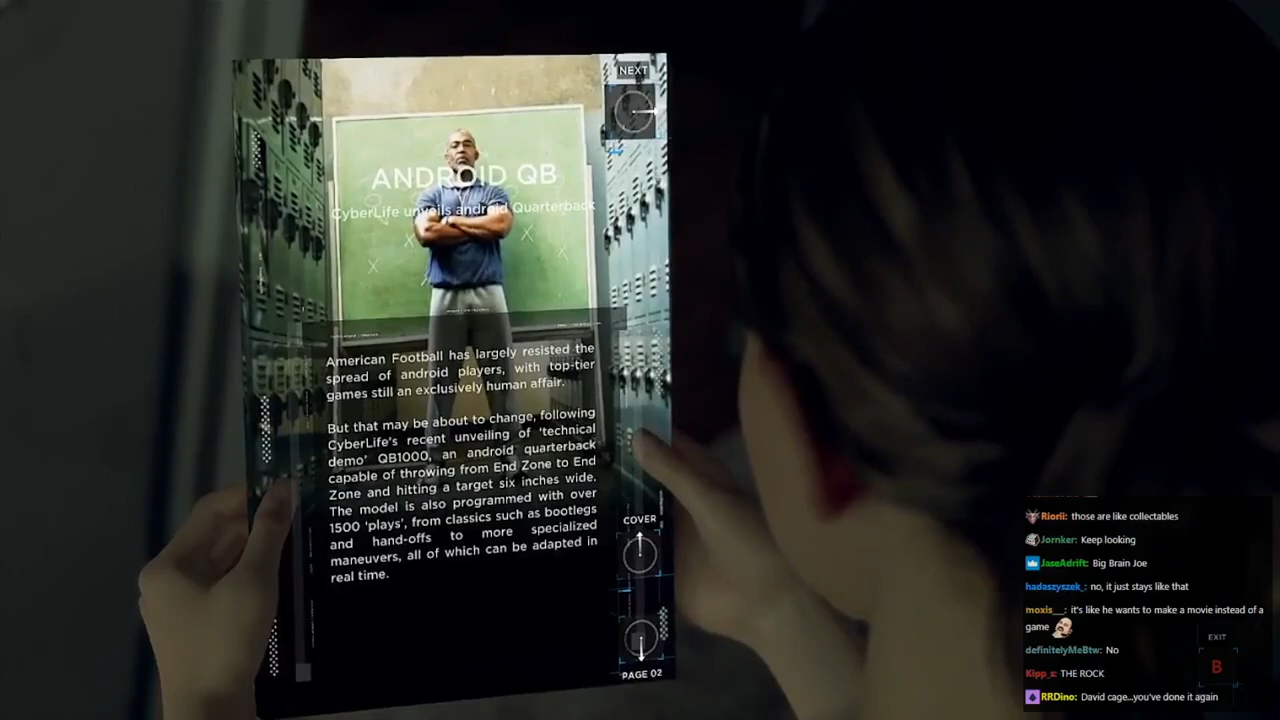 NEXT
ANDROID QB
CyberLife unveils android Quarterback
American Football has largely resisted the
spread of android players, with top-tier
games still an exclusively human affair.
But that may be about to change, following
CyberLife's recent unveiling of 'technical
demo' QB1000, an android quarterback
capable of throwing from End Zone to End
Zone and hitting a target six inches wide.
The model is also programmed with over
1500 'plays', from classics such as bootlegs
and hand-offs to more specialized
maneuvers, all of which can be adapted in
real time.
COVER
PAGE 02
Riorii: those are like collectables
Jornker: Keep looking
JaseAdrift: Big Brain Joe
hadaszyszek_: no, it just stays like that
moxis__: it's like he wants to make a movie instead of a
game
definitelyMeBtw: No
Kipp_s: THE ROCK
RRDino: David cage...you've done it again
EXIT
B